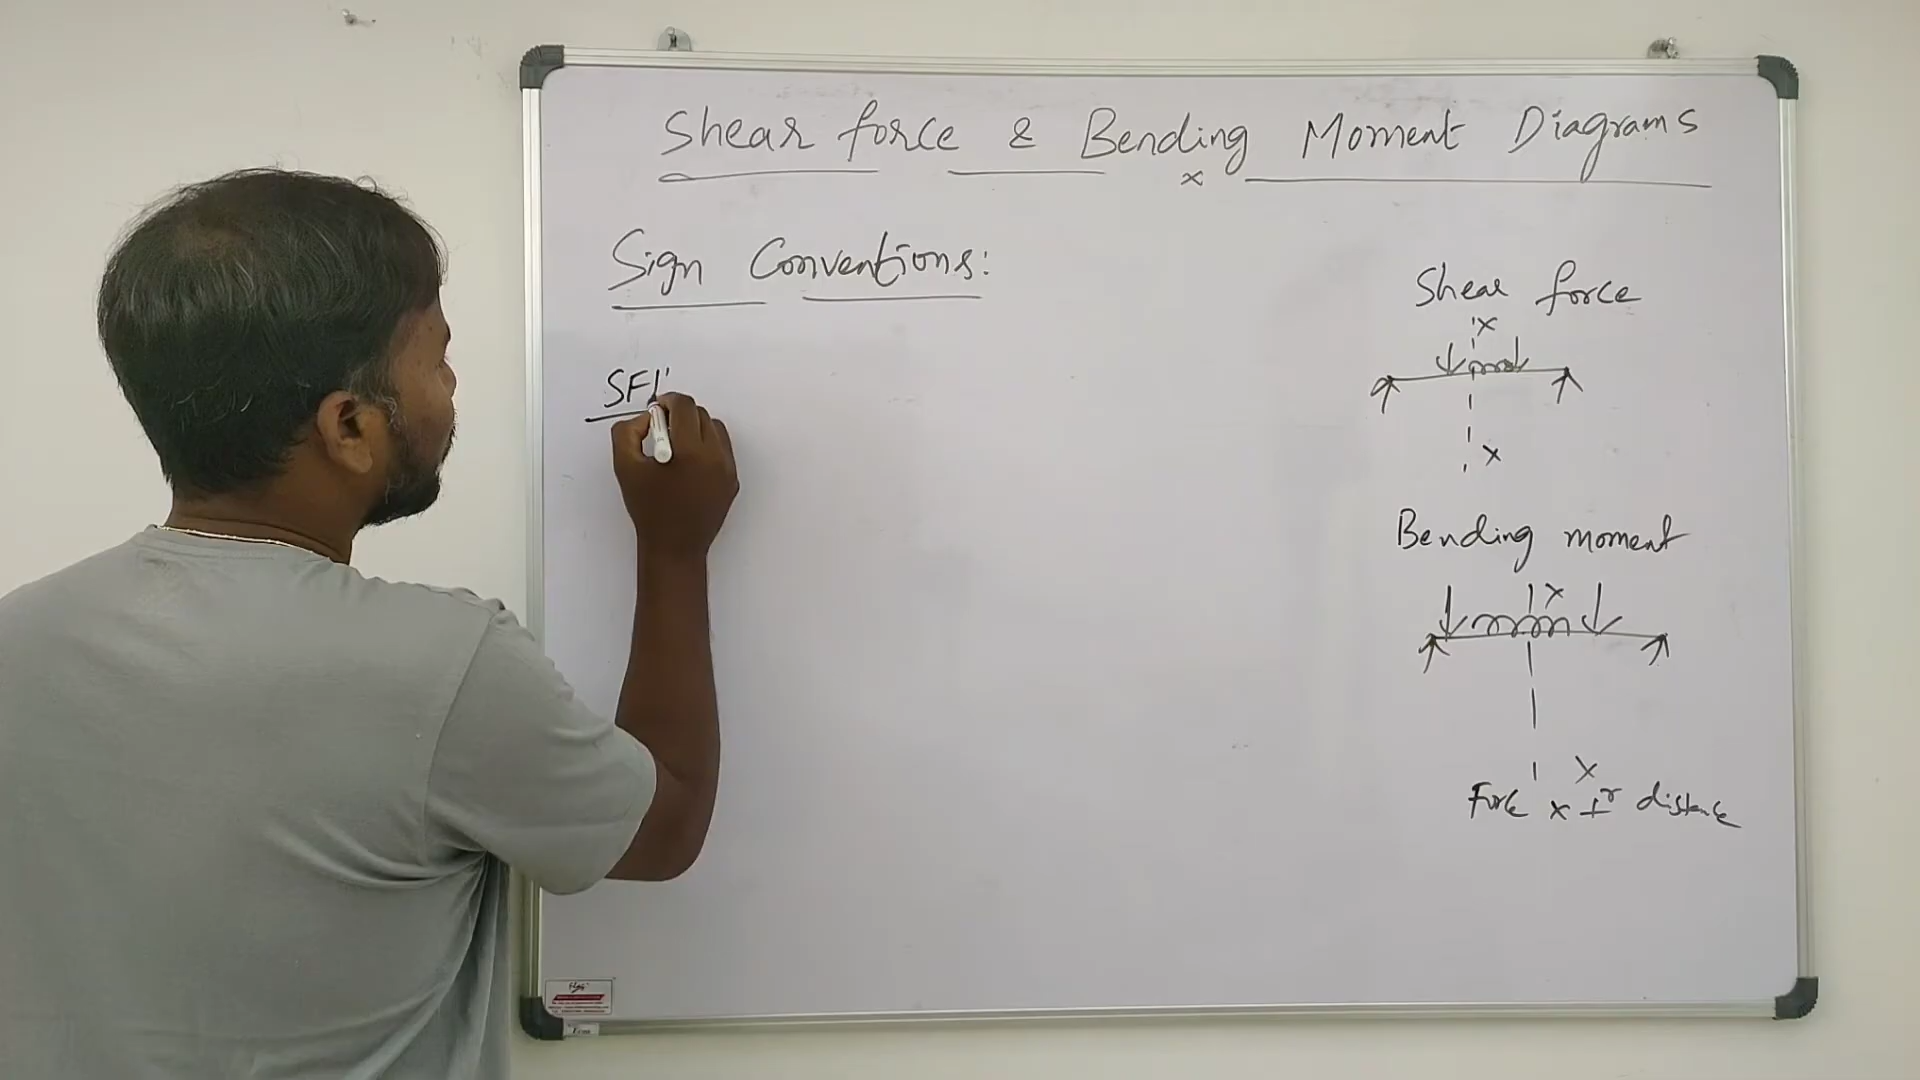 Shear force & Bending Moment Diagrams
x
Sign Conventions:
SF
Shear force
x
x
Bending moment
x
x
Force x ⊥r distance